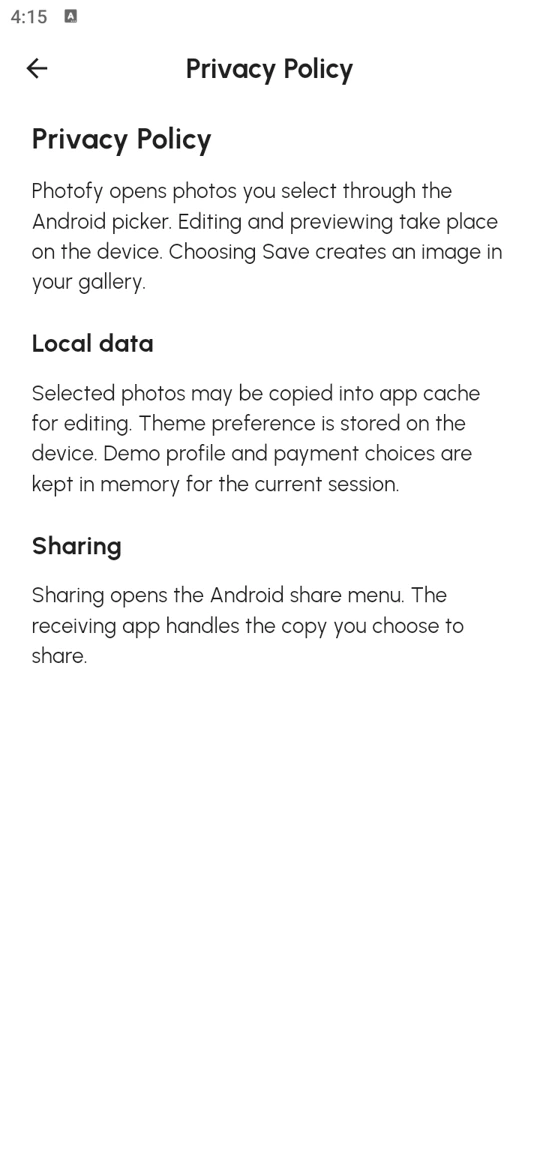 4:15
A
Privacy Policy
Privacy Policy
Photofy opens photos you select through the
Android picker. Editing and previewing take place
on the device. Choosing Save creates an image in
your gallery.
Local data
Selected photos may be copied into app cache
for editing. Theme preference is stored on the
device. Demo profile and payment choices are
kept in memory for the current session.
Sharing
Sharing opens the Android share menu. The
receiving app handles the copy you choose to
share.